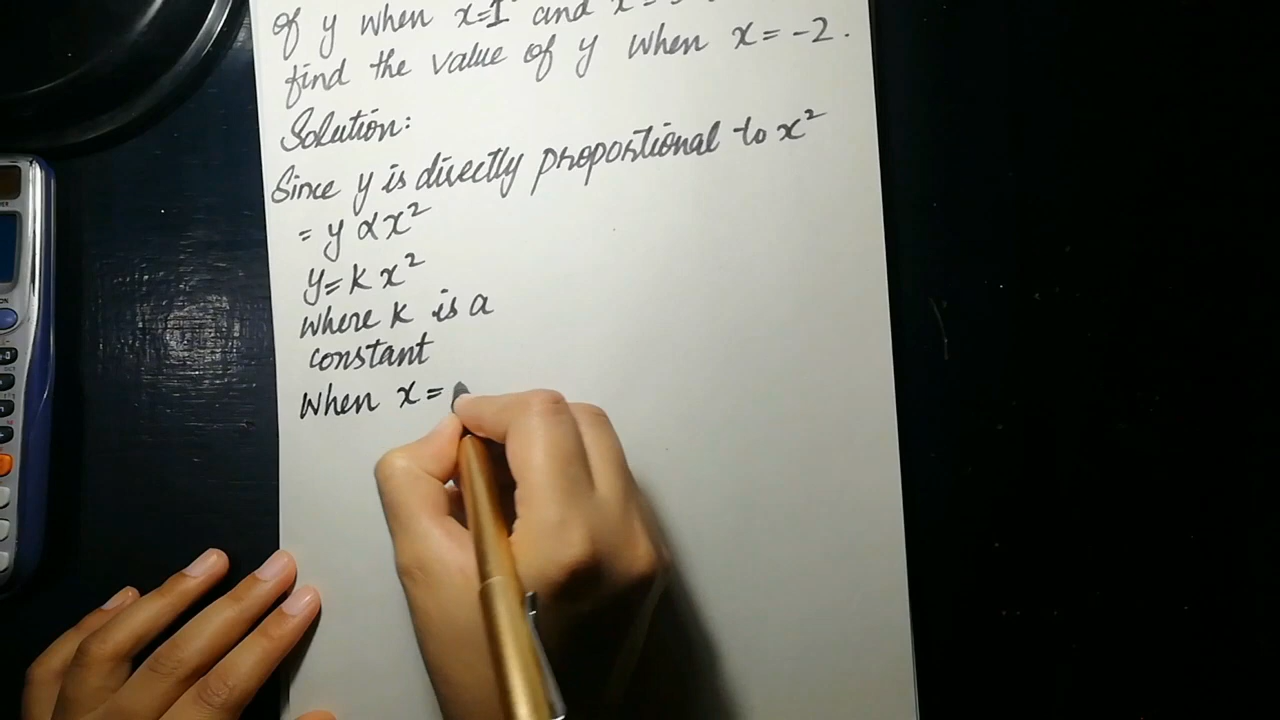 of y when x=1 and x=
find the value of y when x = -2.
Solution:
Since y is directly proportional to x²
= y ∝ x²
y = k x²
where k is a
constant
when x =